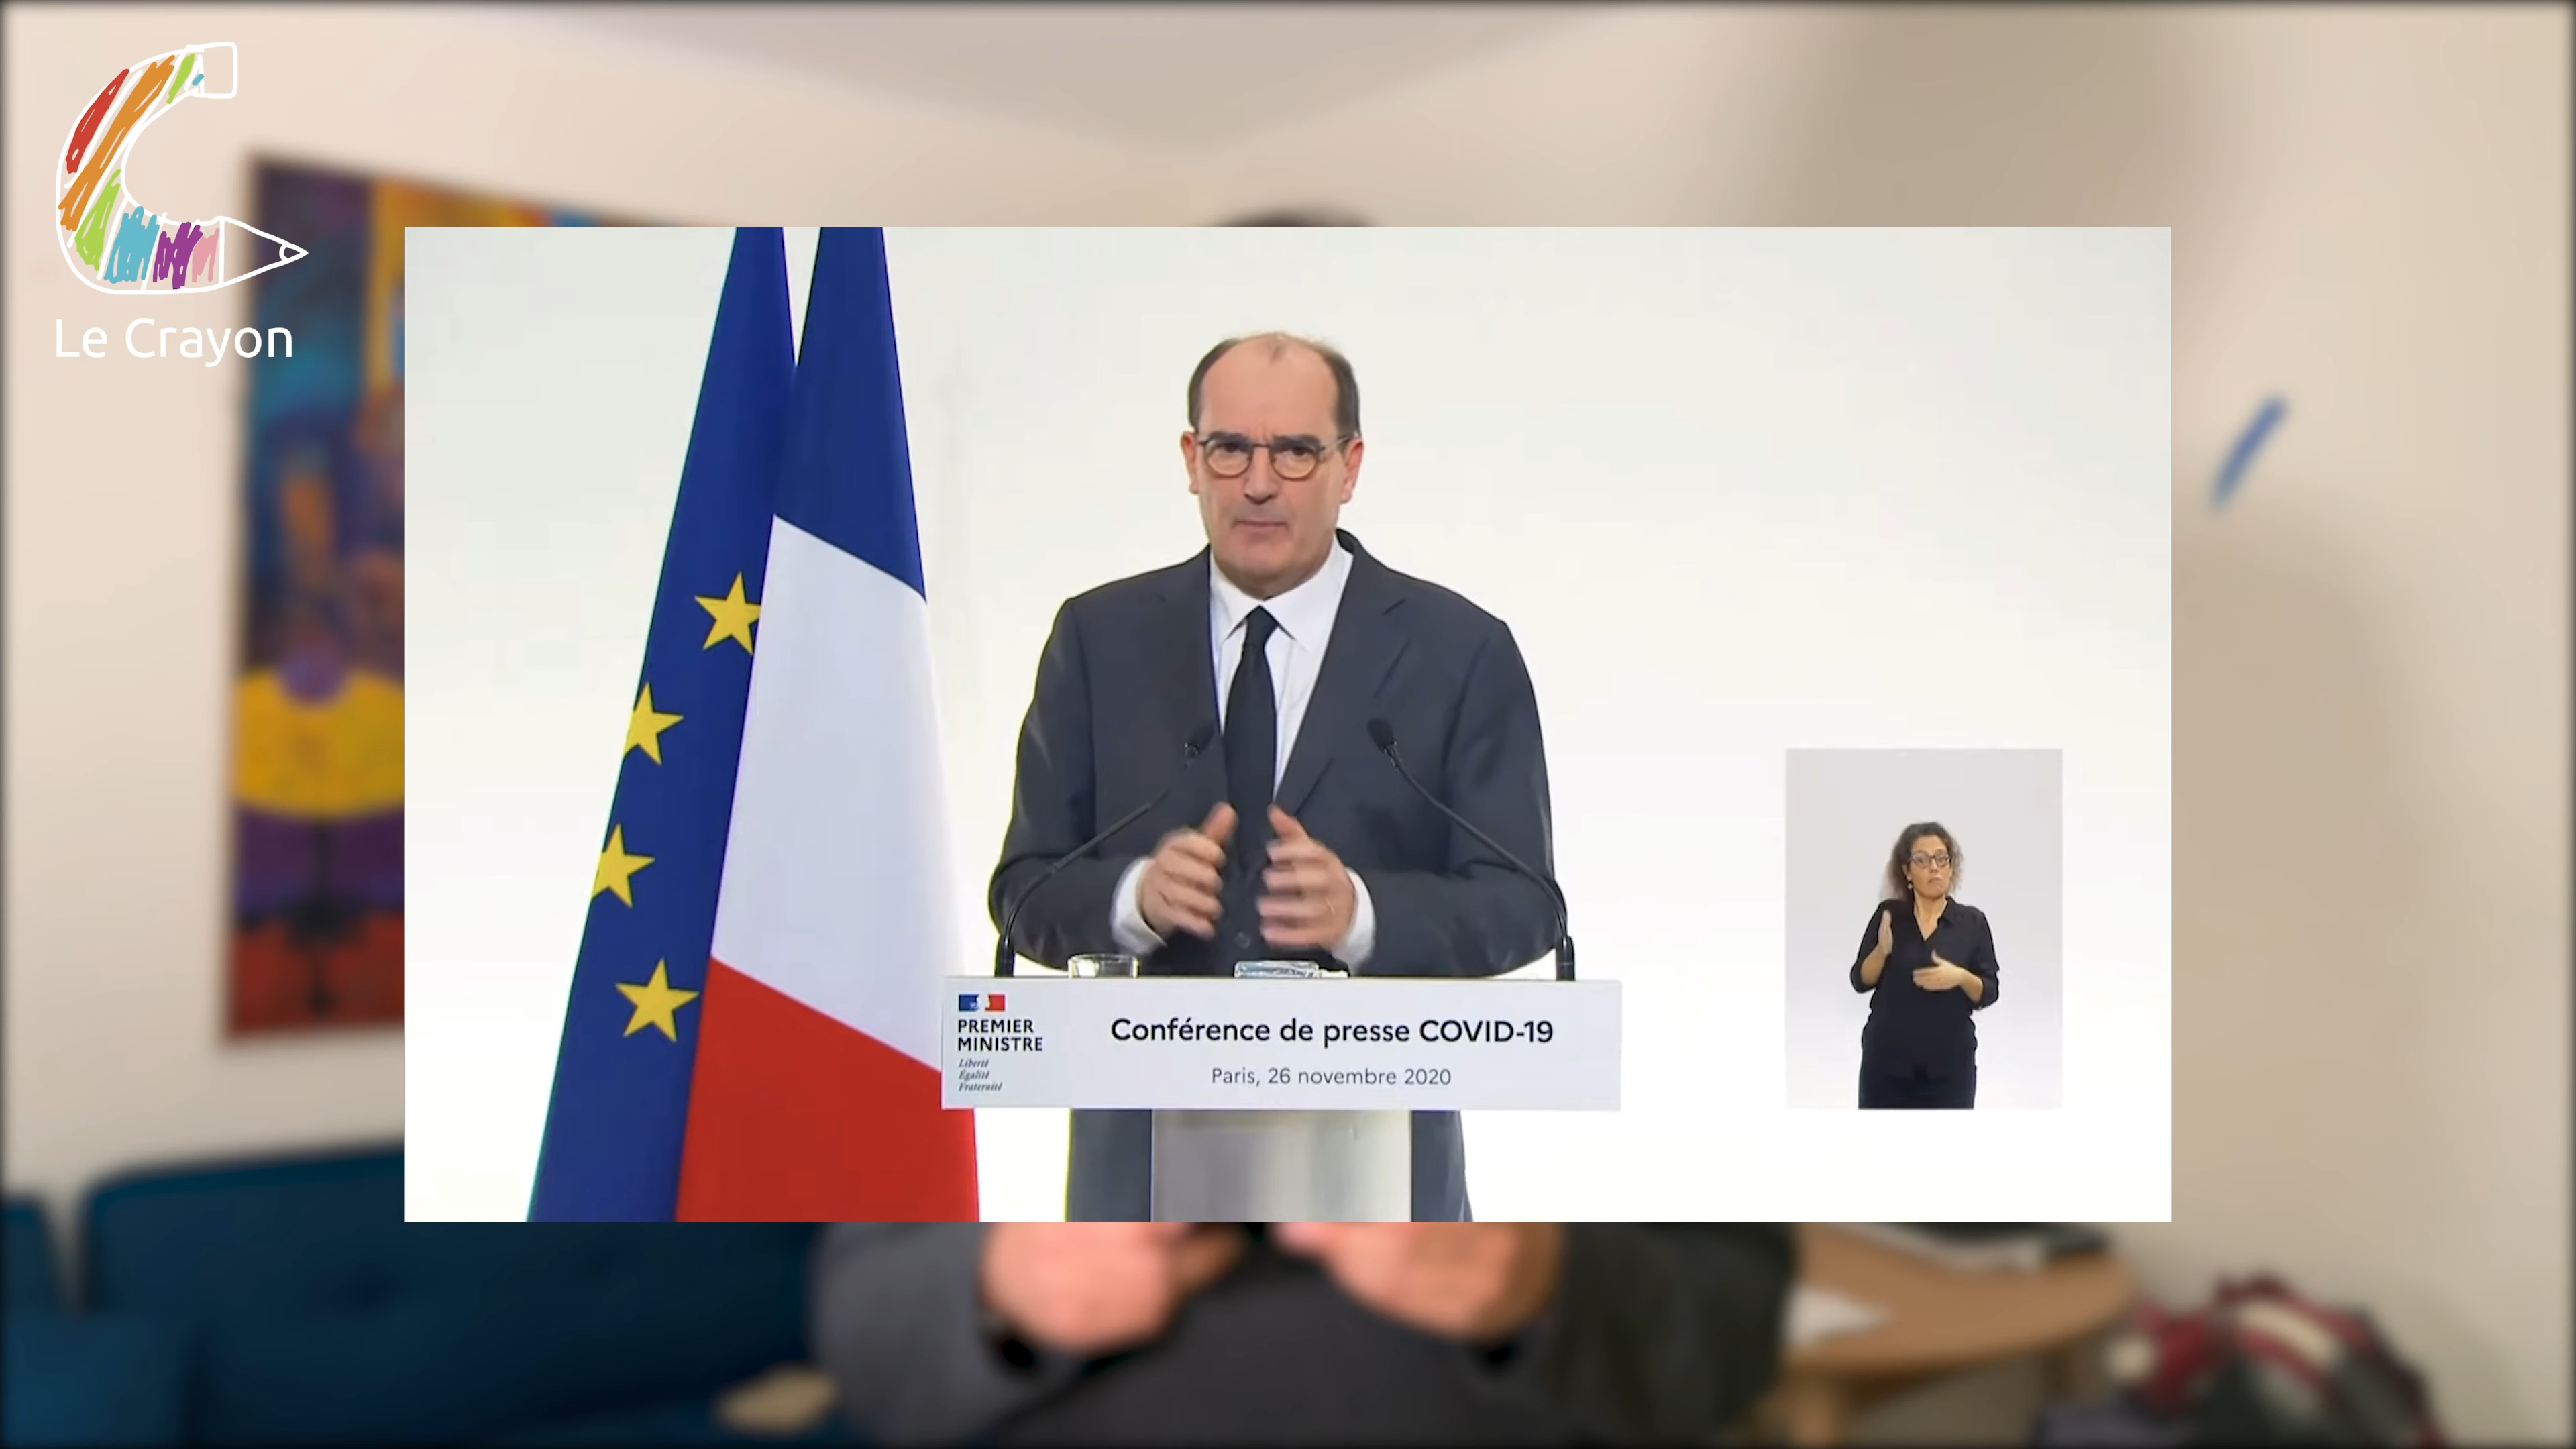 Le Crayon
PREMIER
MINISTRE
Liberté
Égalité
Fraternité
Conférence de presse COVID-19
Paris, 26 novembre 2020